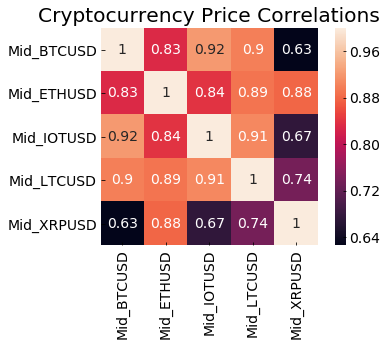 Cryptocurrency Price Correlations
Mid_BTCUSD 1 0.83 0.92 0.9 0.63
Mid_ETHUSD 0.83 1 0.84 0.89 0.88
Mid_IOTUSD 0.92 0.84 1 0.91 0.67
Mid_LTCUSD 0.9 0.89 0.91 1 0.74
Mid_XRPUSD 0.63 0.88 0.67 0.74 1
Mid_BTCUSD
Mid_ETHUSD
Mid_IOTUSD
Mid_LTCUSD
Mid_XRPUSD
0.96
0.88
0.80
0.72
0.64